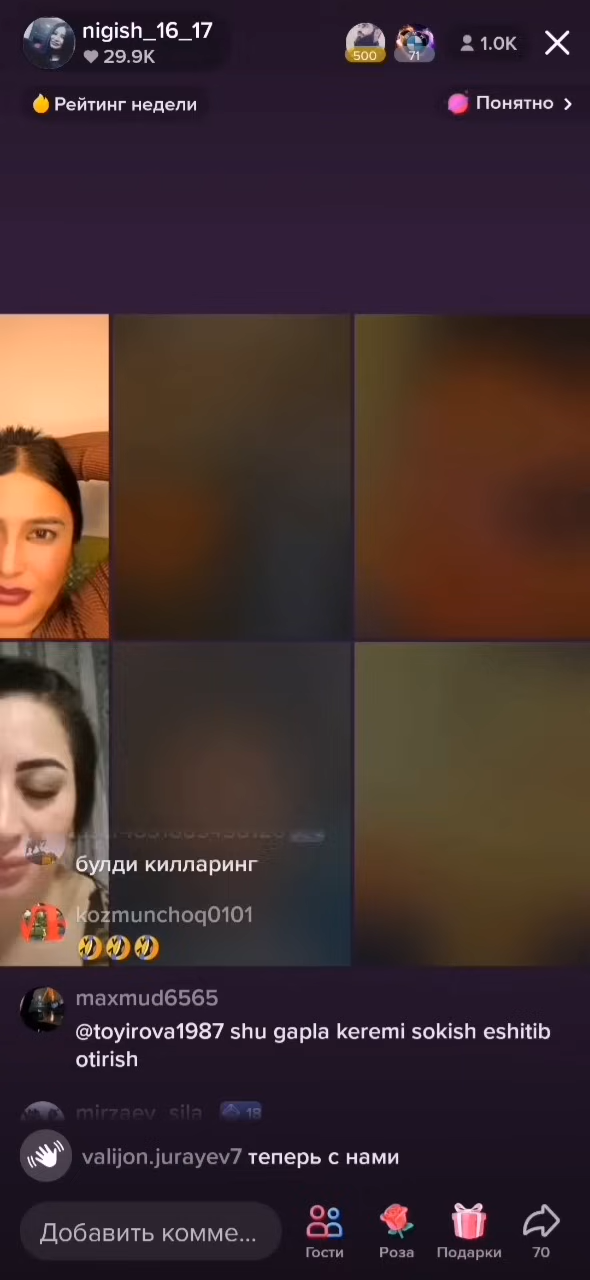 nigish_16_17
29.9K
500
71
1.0K
Рейтинг недели
Понятно
булди килларинг
kozmunchoq0101
maxmud6565
@toyirova1987 shu gapla keremi sokish eshitib
otirish
mirzaev_sila 18
valijon.jurayev7 теперь с нами
Добавить комме...
Гости
Роза
Подарки
70